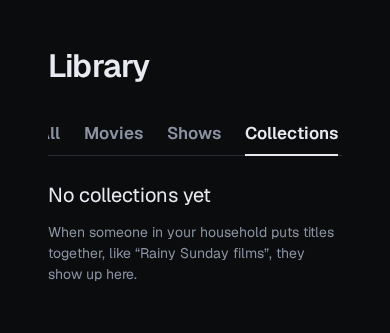 Library
ll Movies Shows Collections
No collections yet
When someone in your household puts titles
together, like “Rainy Sunday films”, they
show up here.